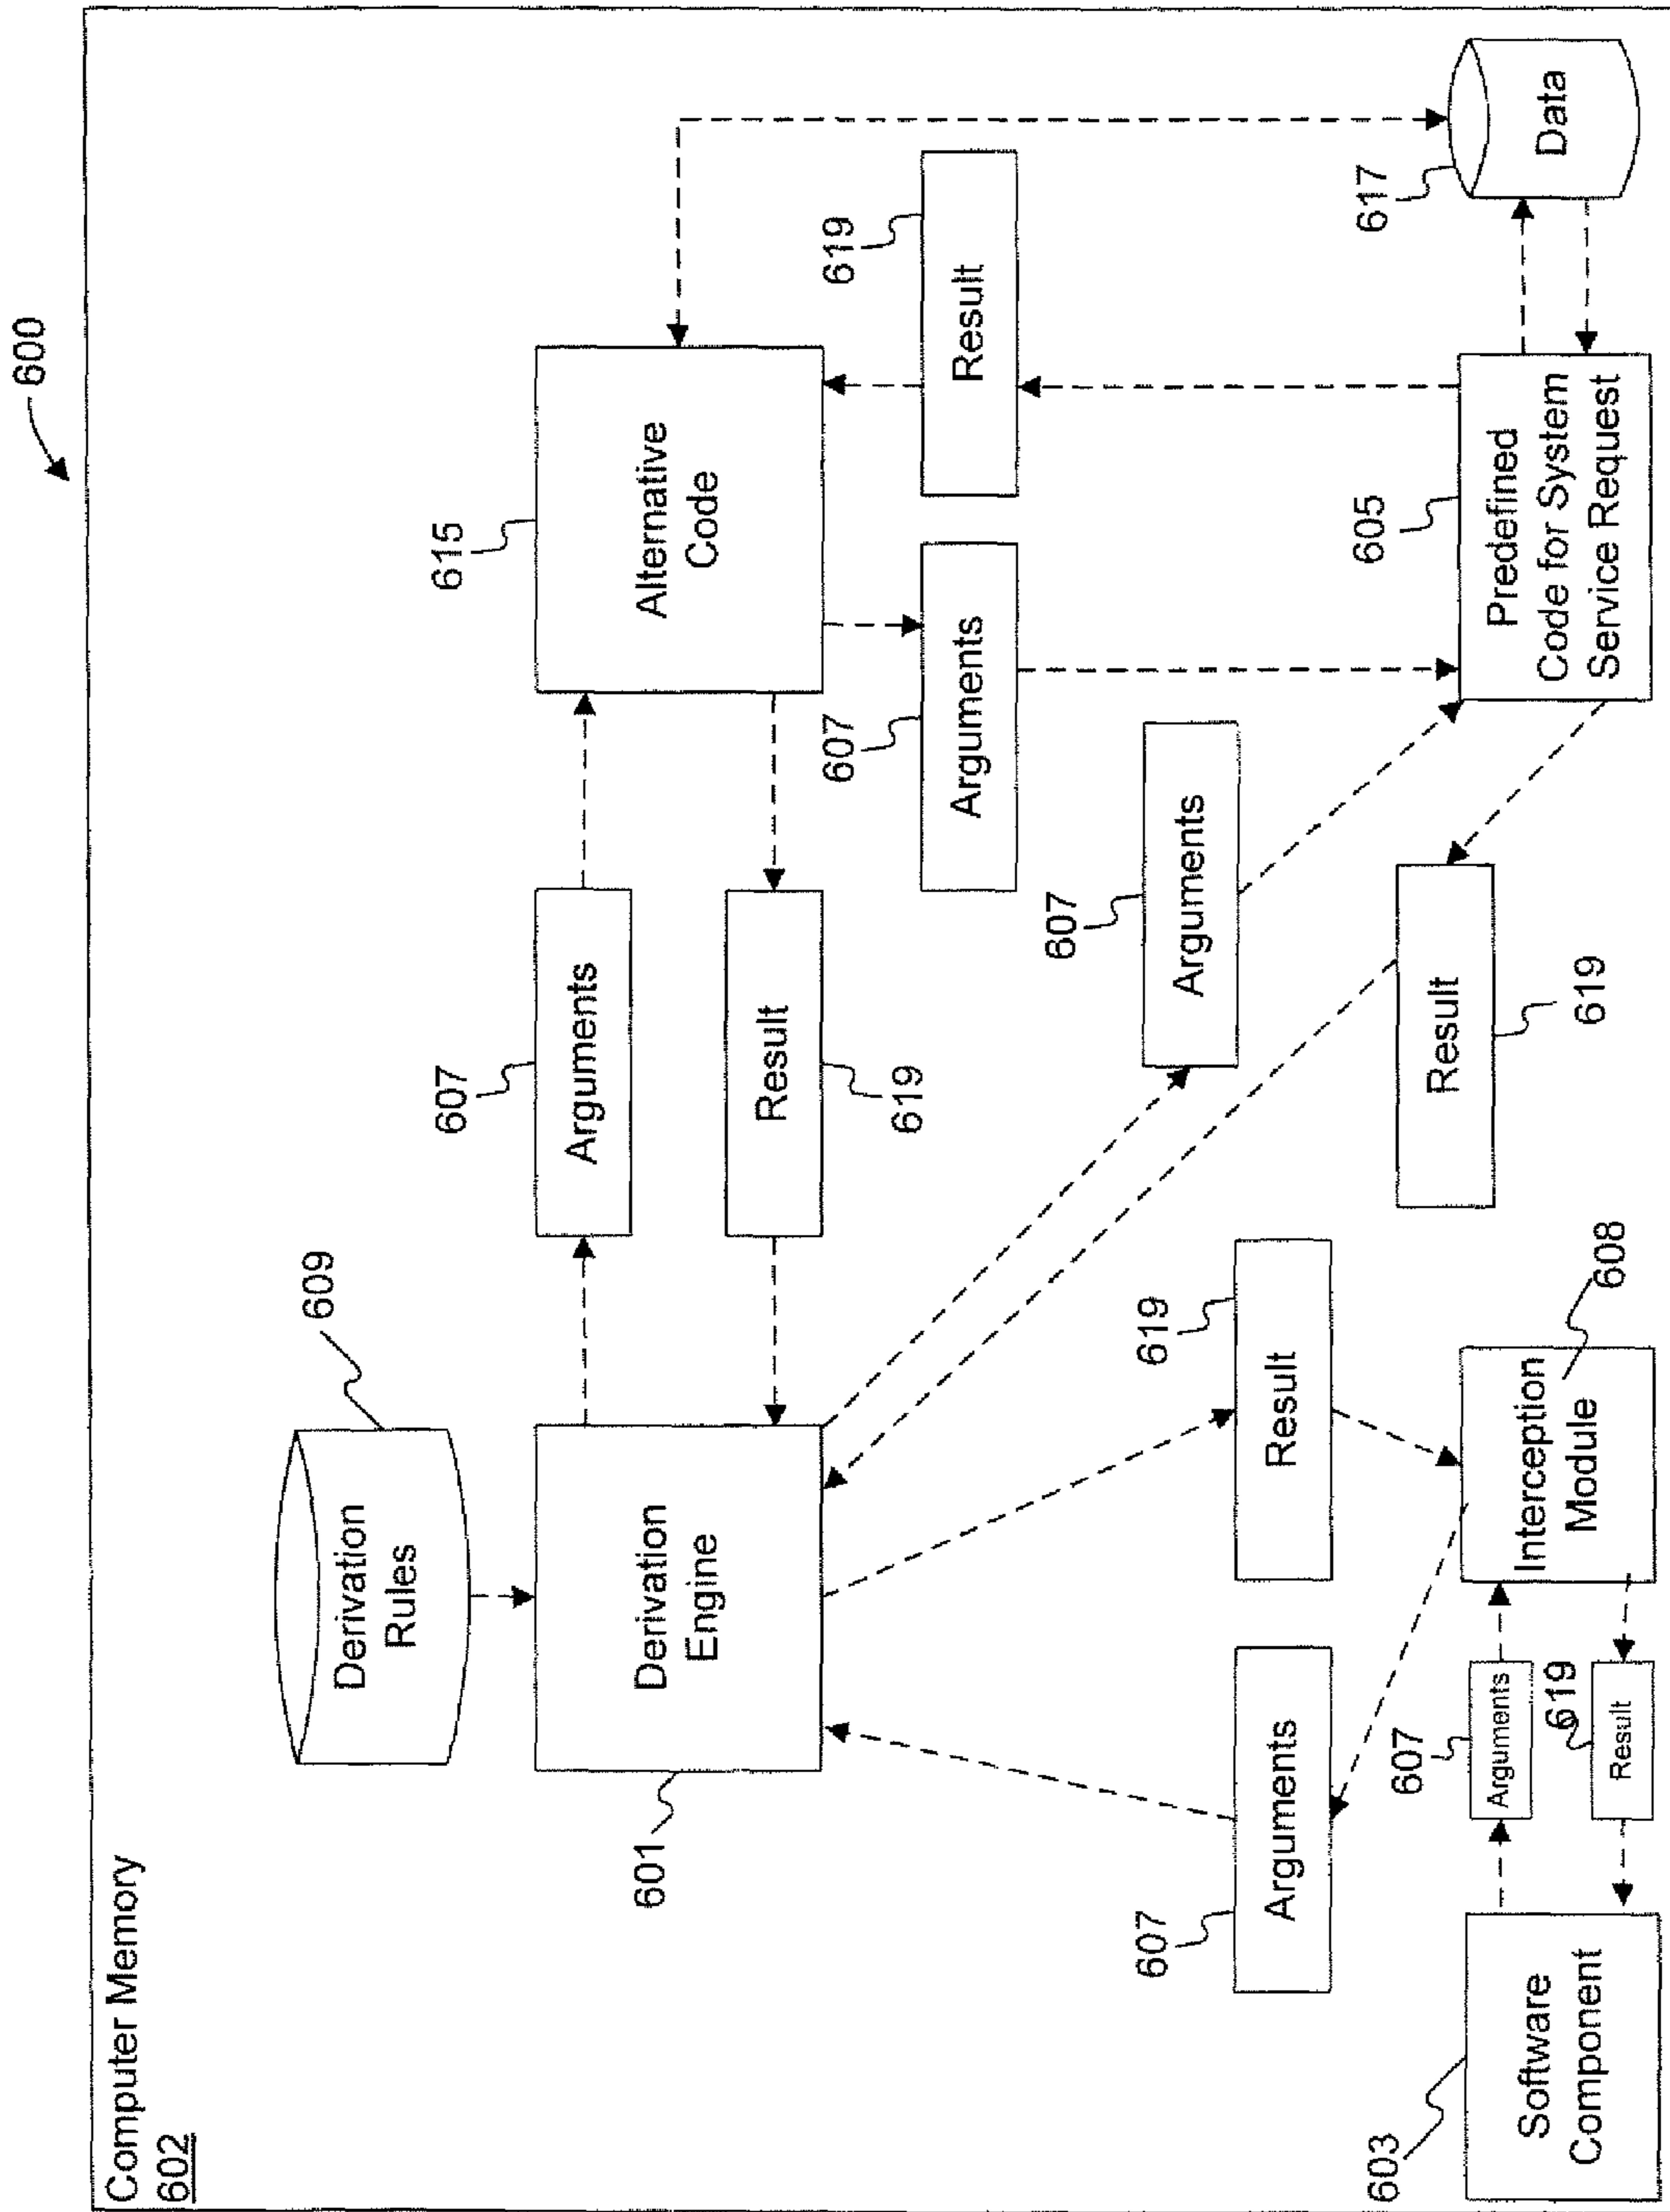 600
Computer Memory
602
609
Derivation
Rules
615
607
Derivation
Engine
Arguments
Alternative
Code
601
Result
619
607
619
Arguments
Result
607
Arguments
607
619
Arguments
Result
Result
619
603
Software
Component
607
Arguments
619
Result
Interception
Module
608
605
Predefined
Code for System
Service Request
617
Data